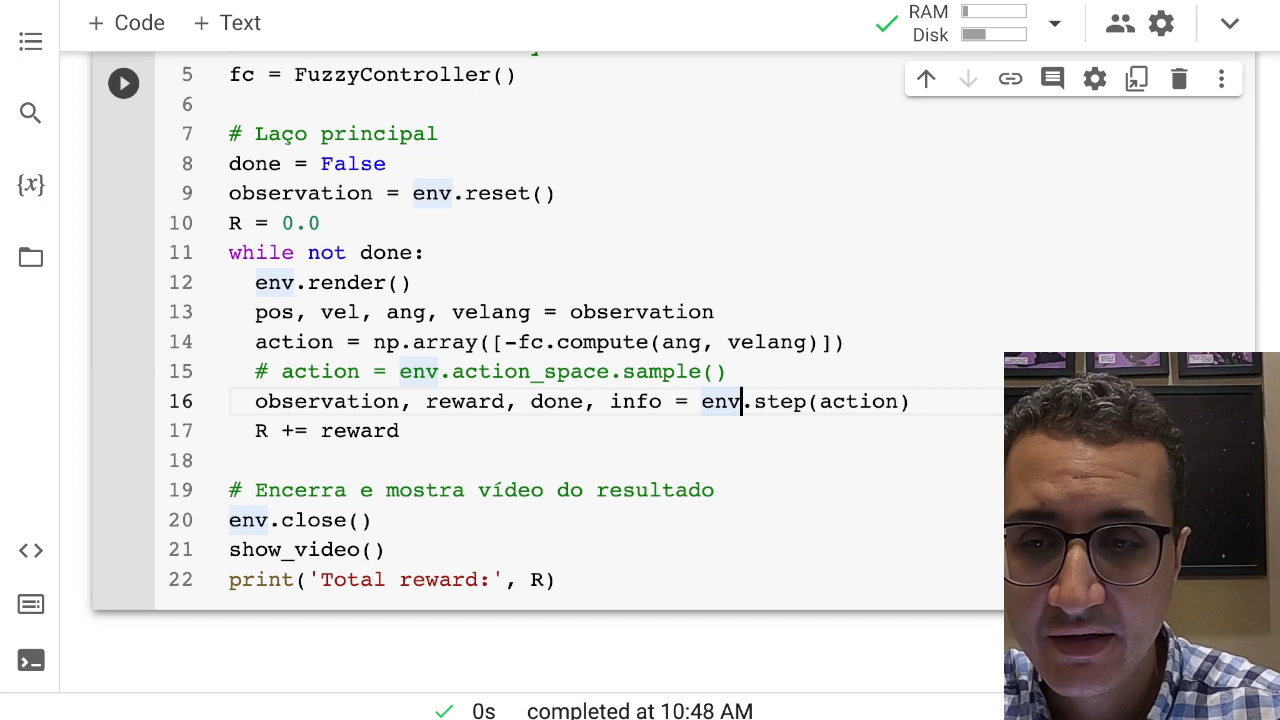 + Code + Text
RAM
Disk
5 fc = FuzzyController()
6
7 # Laço principal
8 done = False
9 observation = env.reset()
10 R = 0.0
11 while not done:
12 env.render()
13 pos, vel, ang, velang = observation
14 action = np.array([-fc.compute(ang, velang)])
15 # action = env.action_space.sample()
16 observation, reward, done, info = env.step(action)
17 R += reward
18
19 # Encerra e mostra vídeo do resultado
20 env.close()
21 show_video()
22 print('Total reward:', R)
{x}
0s completed at 10:48 AM